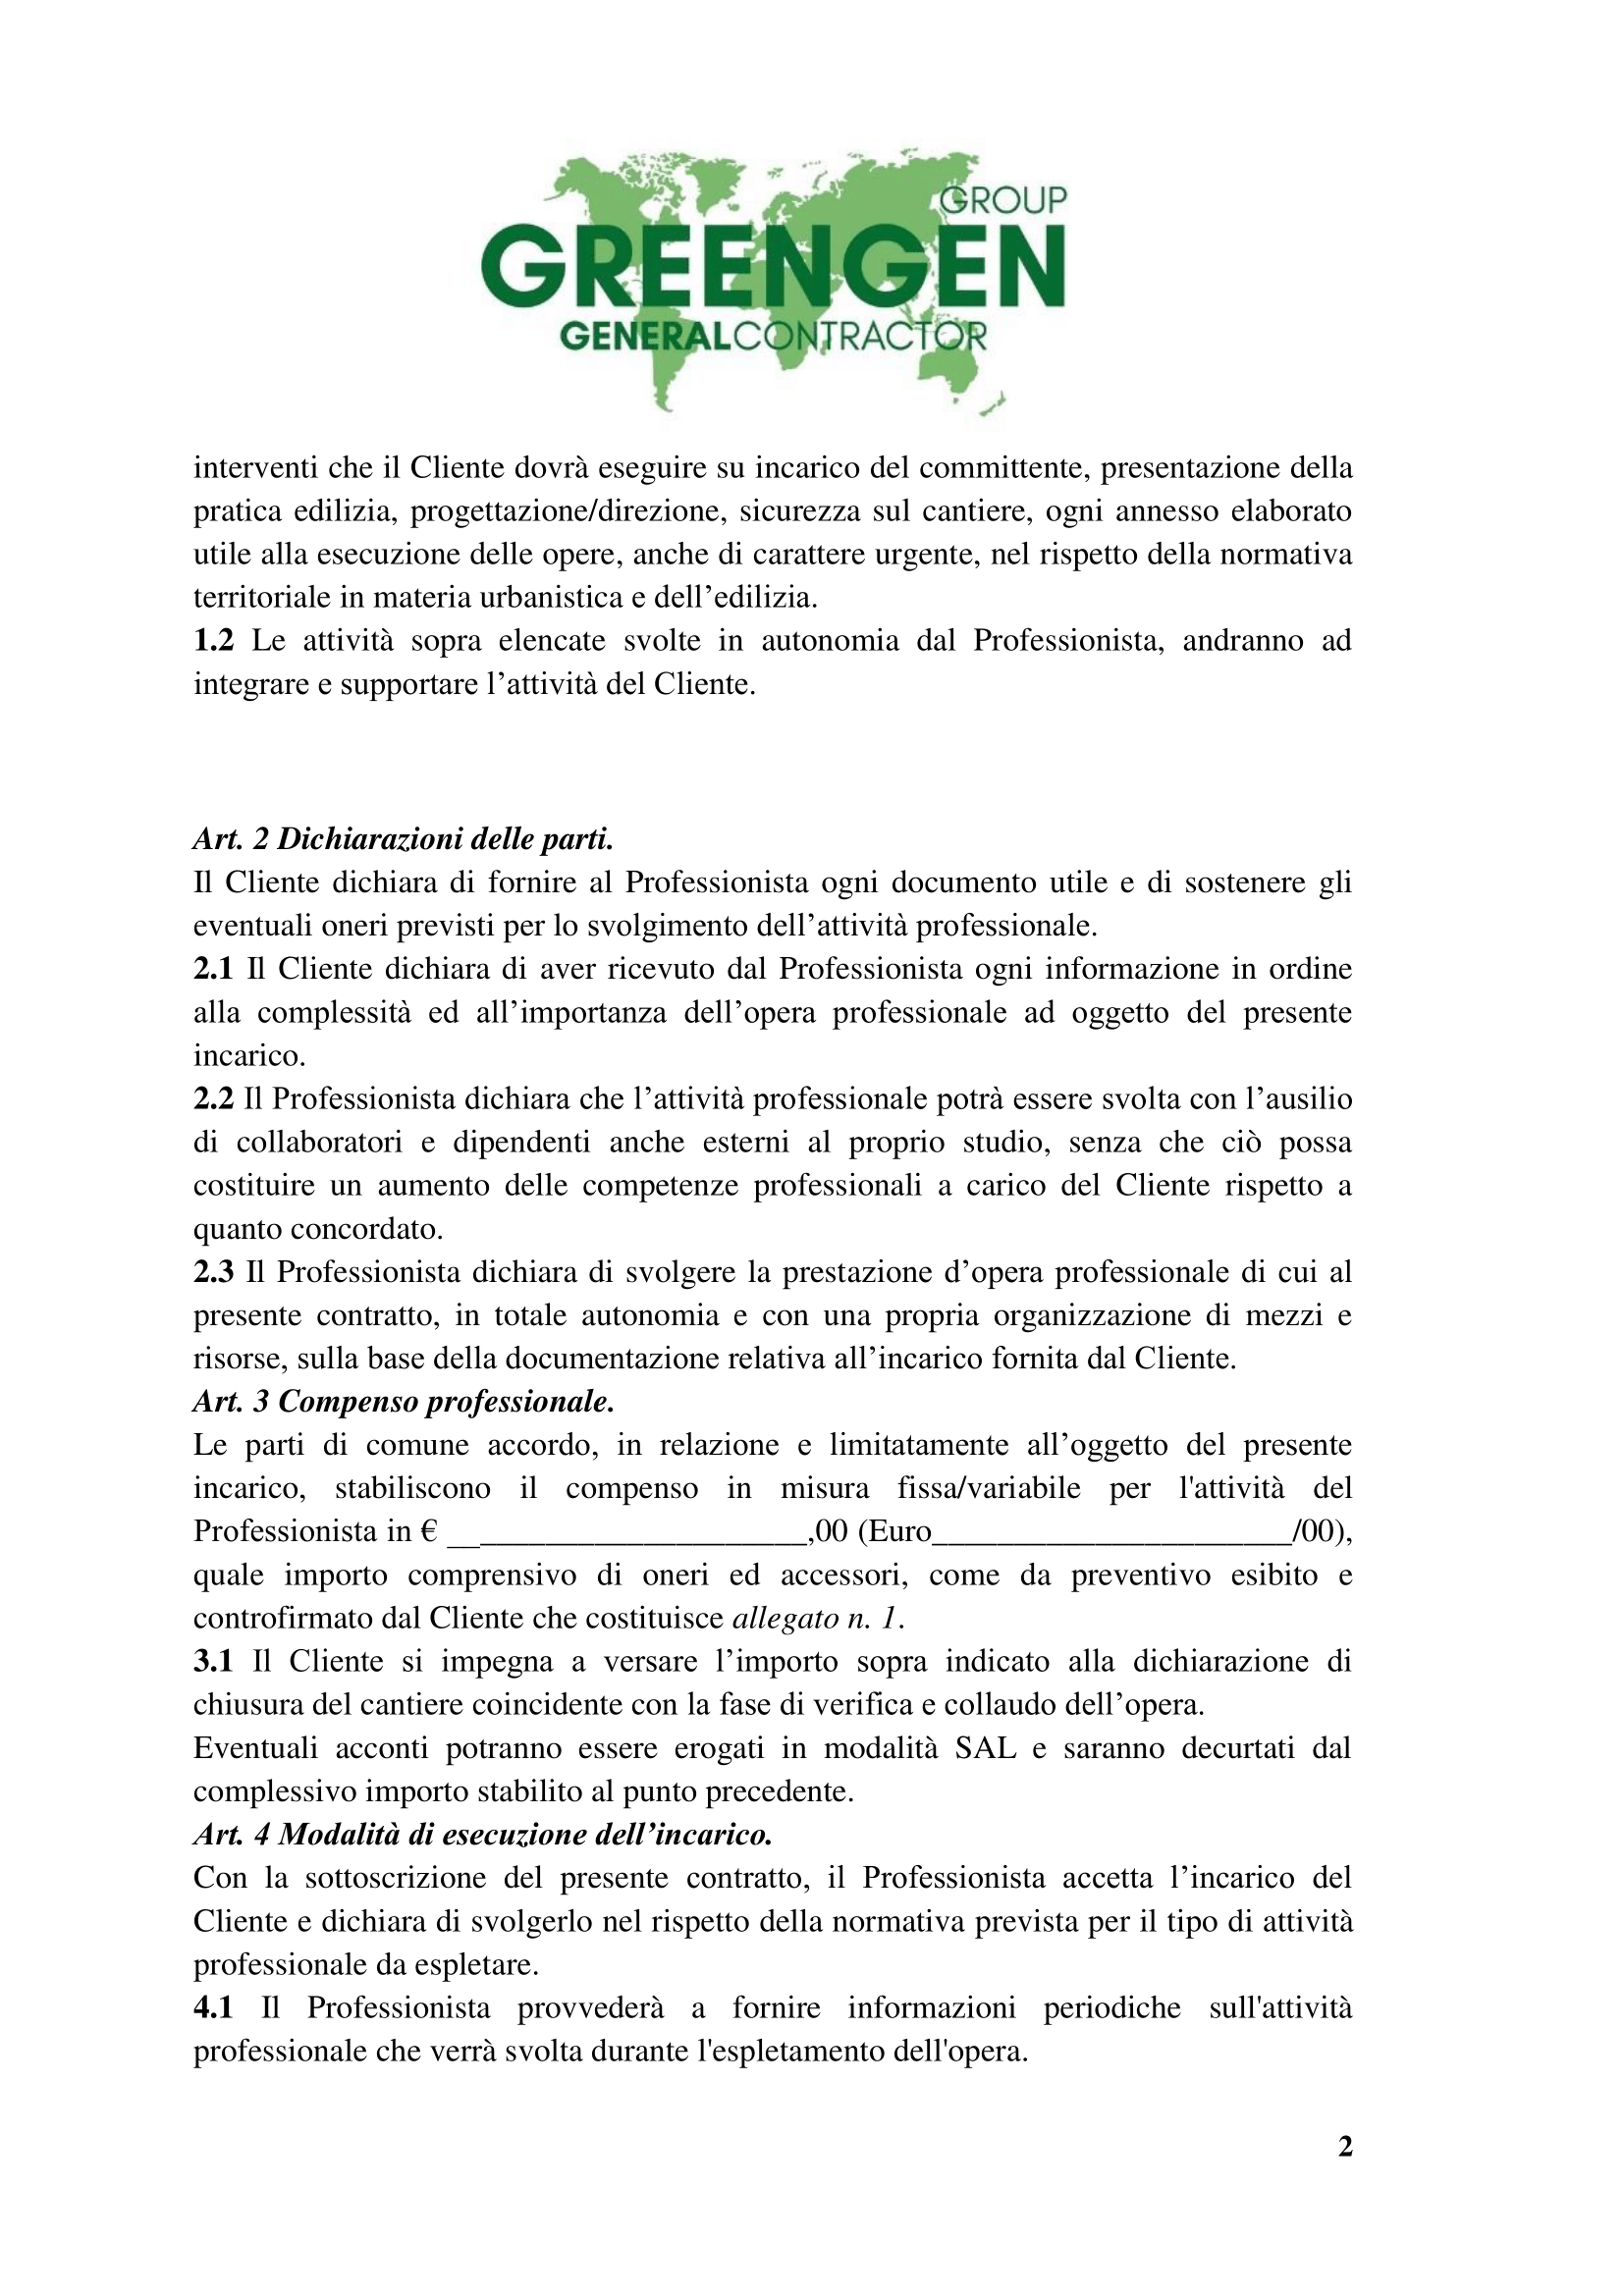 GROUP
GREENGEN
GENERALCONTRACTOR
interventi che il Cliente dovrà eseguire su incarico del committente, presentazione della
pratica edilizia, progettazione/direzione, sicurezza sul cantiere, ogni annesso elaborato
utile alla esecuzione delle opere, anche di carattere urgente, nel rispetto della normativa
territoriale in materia urbanistica e dell’edilizia.
1.2 Le attività sopra elencate svolte in autonomia dal Professionista, andranno ad
integrare e supportare l’attività del Cliente.
Art. 2 Dichiarazioni delle parti.
Il Cliente dichiara di fornire al Professionista ogni documento utile e di sostenere gli
eventuali oneri previsti per lo svolgimento dell’attività professionale.
2.1 Il Cliente dichiara di aver ricevuto dal Professionista ogni informazione in ordine
alla complessità ed all’importanza dell’opera professionale ad oggetto del presente
incarico.
2.2 Il Professionista dichiara che l’attività professionale potrà essere svolta con l’ausilio
di collaboratori e dipendenti anche esterni al proprio studio, senza che ciò possa
costituire un aumento delle competenze professionali a carico del Cliente rispetto a
quanto concordato.
2.3 Il Professionista dichiara di svolgere la prestazione d’opera professionale di cui al
presente contratto, in totale autonomia e con una propria organizzazione di mezzi e
risorse, sulla base della documentazione relativa all’incarico fornita dal Cliente.
Art. 3 Compenso professionale.
Le parti di comune accordo, in relazione e limitatamente all’oggetto del presente
incarico, stabiliscono il compenso in misura fissa/variabile per l'attività del
Professionista in € ______________________,00 (Euro______________________/00),
quale importo comprensivo di oneri ed accessori, come da preventivo esibito e
controfirmato dal Cliente che costituisce allegato n. 1.
3.1 Il Cliente si impegna a versare l’importo sopra indicato alla dichiarazione di
chiusura del cantiere coincidente con la fase di verifica e collaudo dell’opera.
Eventuali acconti potranno essere erogati in modalità SAL e saranno decurtati dal
complessivo importo stabilito al punto precedente.
Art. 4 Modalità di esecuzione dell’incarico.
Con la sottoscrizione del presente contratto, il Professionista accetta l’incarico del
Cliente e dichiara di svolgerlo nel rispetto della normativa prevista per il tipo di attività
professionale da espletare.
4.1 Il Professionista provvederà a fornire informazioni periodiche sull'attività
professionale che verrà svolta durante l'espletamento dell'opera.
2